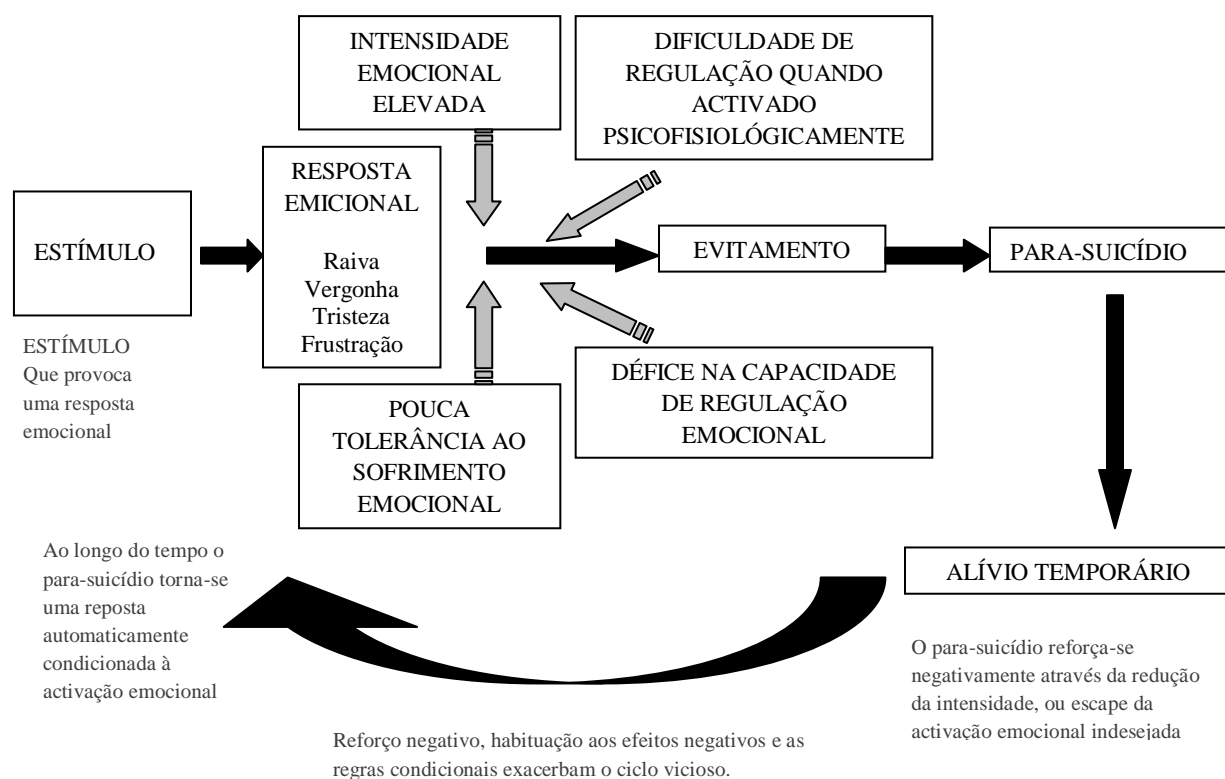 INTENSIDADE
EMOCIONAL
ELEVADA
DIFICULDADE DE
REGULAÇÃO QUANDO
ACTIVADO
PSICOFISIOLÓGICAMENTE
ESTÍMULO
RESPOSTA
EMICIONAL
Raiva
Vergonha
Tristeza
Frustração
EVITAMENTO
PARA-SUICÍDIO
ESTÍMULO
Que provoca
uma resposta
emocional
POUCA
TOLERÂNCIA AO
SOFRIMENTO
EMOCIONAL
DÉFICE NA CAPACIDADE
DE REGULAÇÃO
EMOCIONAL
Ao longo do tempo o
para-suicídio torna-se
uma reposta
automaticamente
condicionada à
activação emocional
ALÍVIO TEMPORÁRIO
O para-suicídio reforça-se
negativamente através da redução
da intensidade, ou escape da
activação emocional indesejada
Reforço negativo, habituação aos efeitos negativos e as
regras condicionais exacerbam o ciclo vicioso.